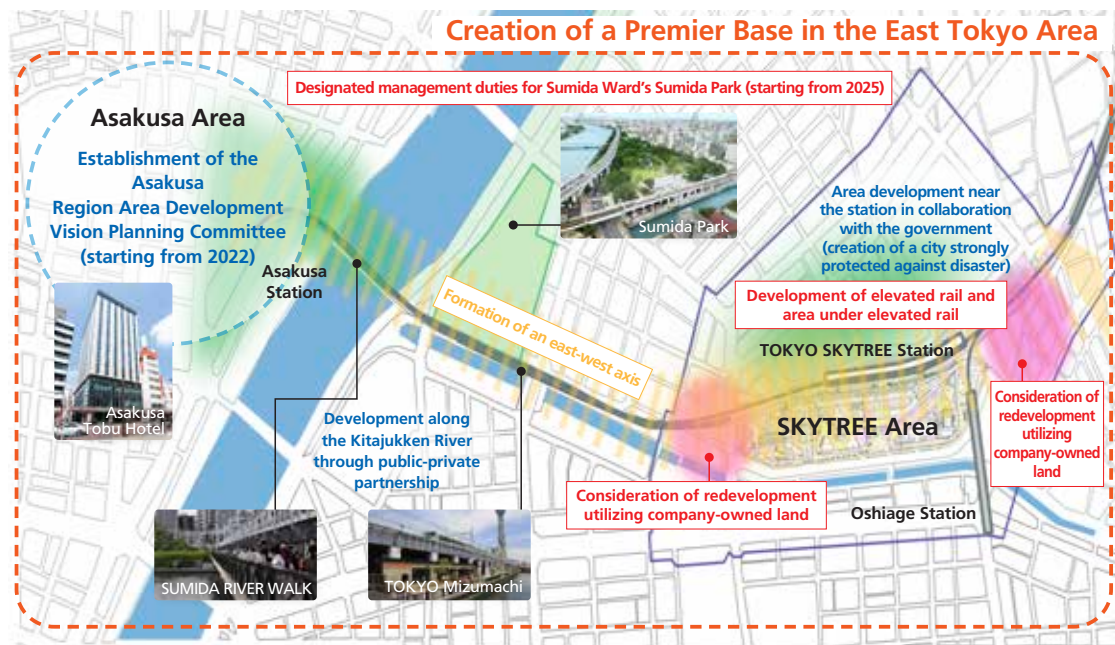 Creation of a Premier Base in the East Tokyo Area
Designated management duties for Sumida Ward's Sumida Park (starting from 2025)
Asakusa Area
Establishment of the
Asakusa
Region Area Development
Vision Planning Committee
(starting from 2022)
Asakusa
Station
Asakusa
Tobu Hotel
Sumida Park
Formation of an east-west axis
Development along
the Kitajukken River
through public-private
partnership
SUMIDA RIVER WALK
TOKYO Mizumachi
Area development near
the station in collaboration
with the government
(creation of a city strongly
protected against disaster)
Development of elevated rail and
area under elevated rail
TOKYO SKYTREE Station
SKYTREE Area
Consideration of
redevelopment
utilizing
company-owned
land
Consideration of redevelopment
utilizing company-owned land
Oshiage Station